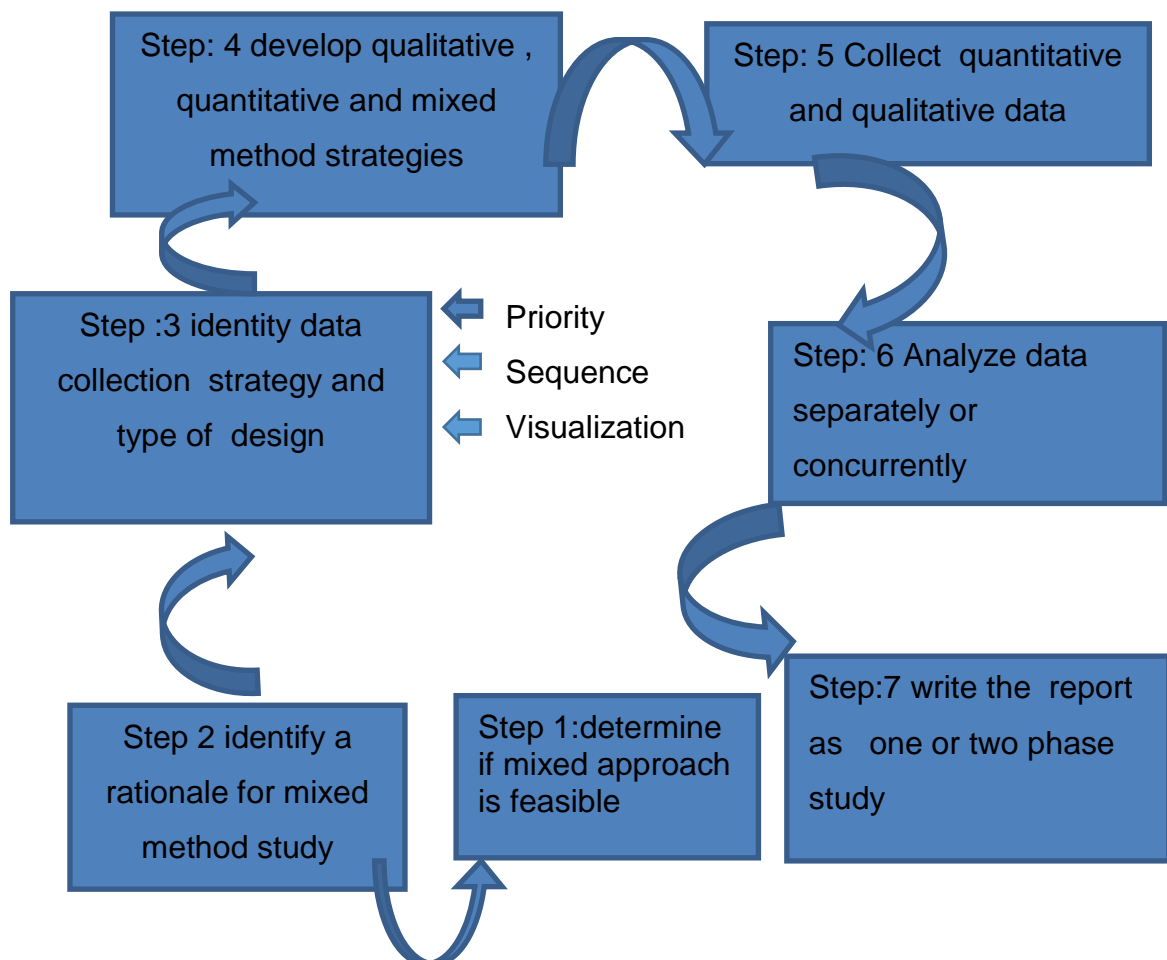 Step: 4 develop qualitative ,
quantitative and mixed
method strategies
Step: 5 Collect quantitative
and qualitative data
Step :3 identity data
collection strategy and
type of design
Priority
Sequence
Visualization
Step: 6 Analyze data
separately or
concurrently
Step 2 identify a
rationale for mixed
method study
Step 1:determine
if mixed approach
is feasible
Step:7 write the report
as one or two phase
study